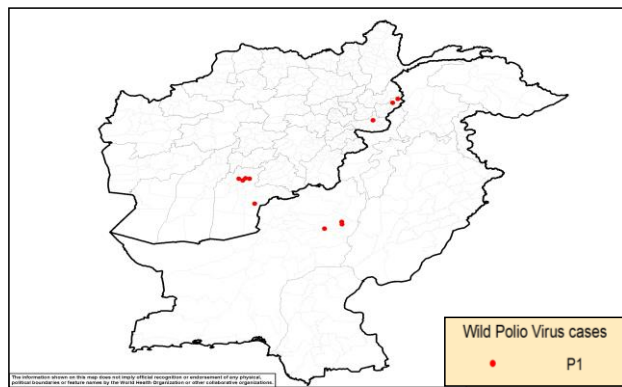 Wild Polio Virus cases
P1
The information shown on this map does not imply official recognition or endorsement of any physical,
political boundaries or feature names by the World Health Organization or other collaborative organizations.